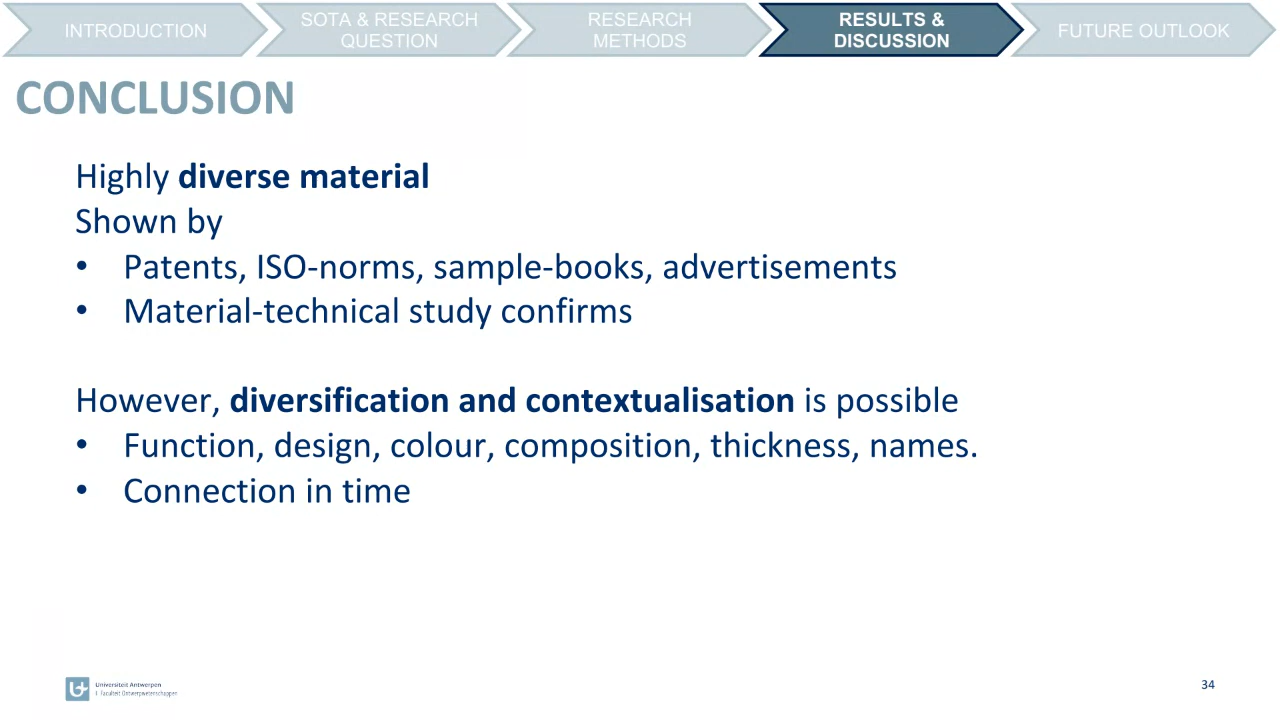 INTRODUCTION
SOTA & RESEARCH
QUESTION
RESEARCH
METHODS
RESULTS &
DISCUSSION
FUTURE OUTLOOK
CONCLUSION
Highly diverse material
Shown by
• Patents, ISO-norms, sample-books, advertisements
• Material-technical study confirms
However, diversification and contextualisation is possible
• Function, design, colour, composition, thickness, names.
• Connection in time
Universiteit Antwerpen
I Faculteit Ontwerpwetenschappen
34